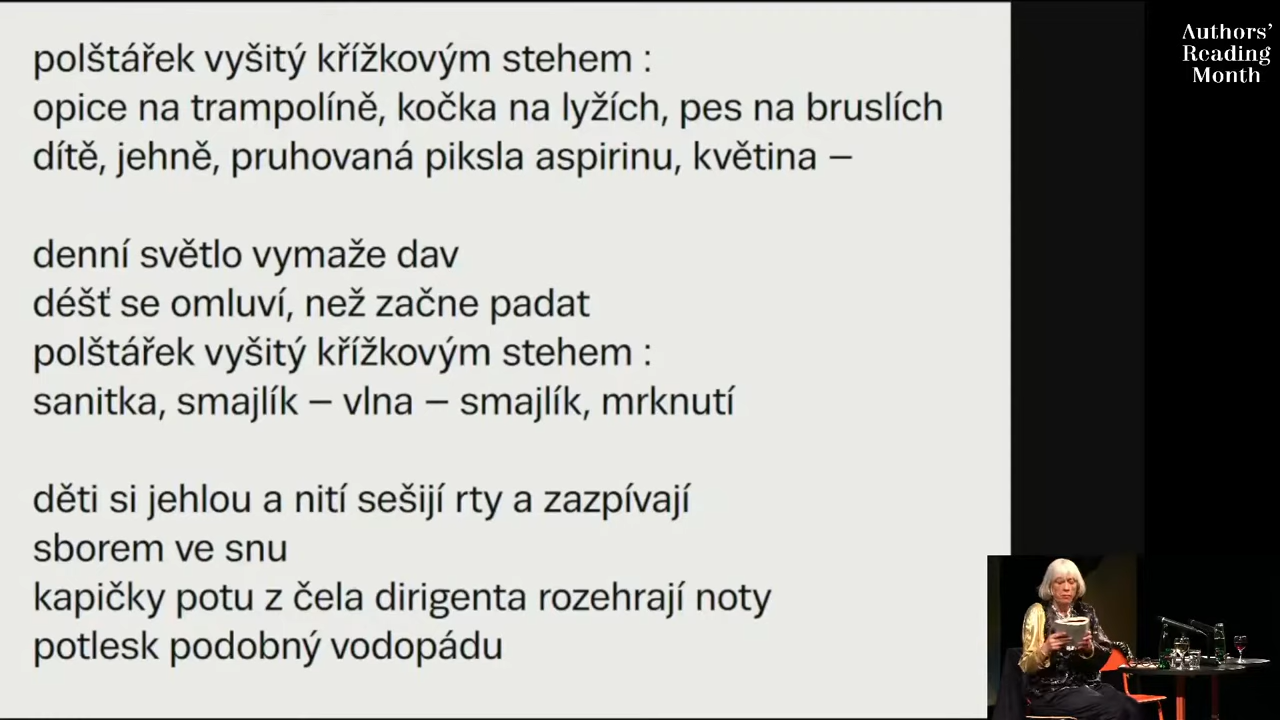 polštářek vyšitý křížkovým stehem :
opice na trampolíně, kočka na lyžích, pes na bruslích
dítě, jehně, pruhovaná piksla aspirinu, květina –
denní světlo vymaže dav
déšť se omluví, než začne padat
polštářek vyšitý křížkovým stehem :
sanitka, smajlík – vlna – smajlík, mrknutí
děti si jehlou a nití sešijí rty a zazpívají
sborem ve snu
kapičky potu z čela dirigenta rozehrají noty
potlesk podobný vodopádu
Authors'
Reading
Month